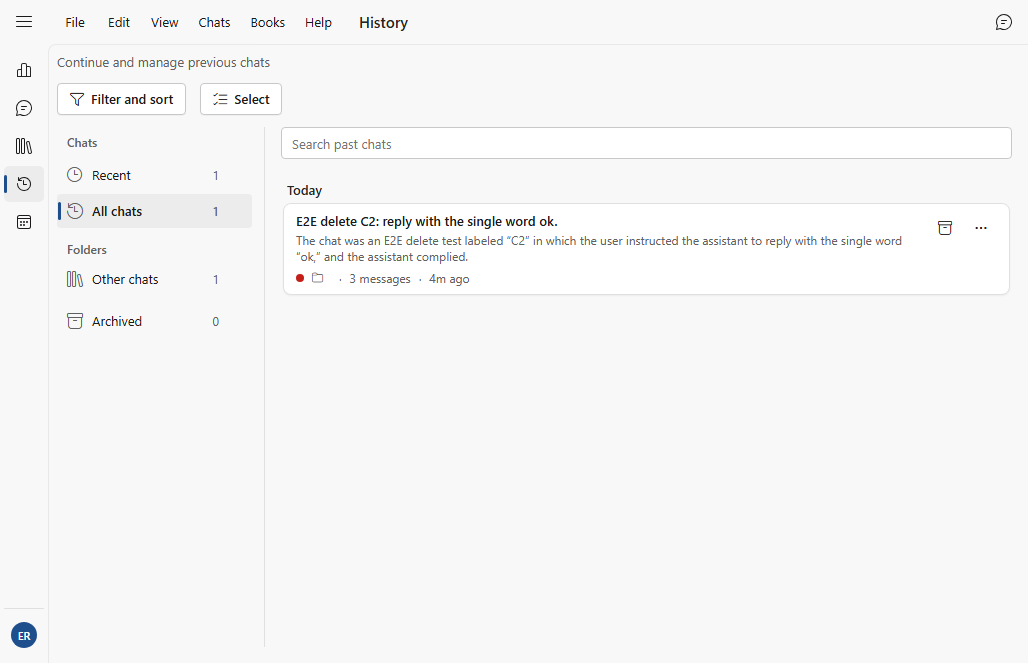 File Edit View Chats Books Help History
Continue and manage previous chats
Filter and sort Select
Chats
Recent 1
All chats 1
Folders
Other chats 1
Archived 0
Search past chats
Today
E2E delete C2: reply with the single word ok.
The chat was an E2E delete test labeled “C2” in which the user instructed the assistant to reply with the single word
“ok,” and the assistant complied.
· 3 messages · 4m ago
ER